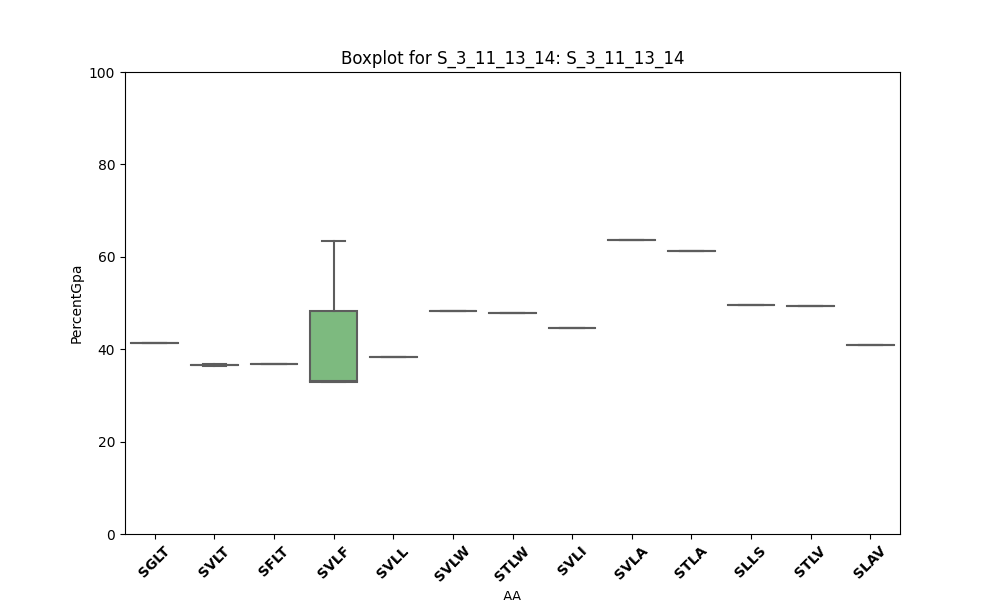 Boxplot for S_3_11_13_14: S_3_11_13_14
100
80
60
40
20
0
PercentGpa
SGLT
SVLT
SFLT
SVLF
SVLL
SVLW
STLW
SVLI
SVLA
STLA
SLLS
STLV
SLAV
AA